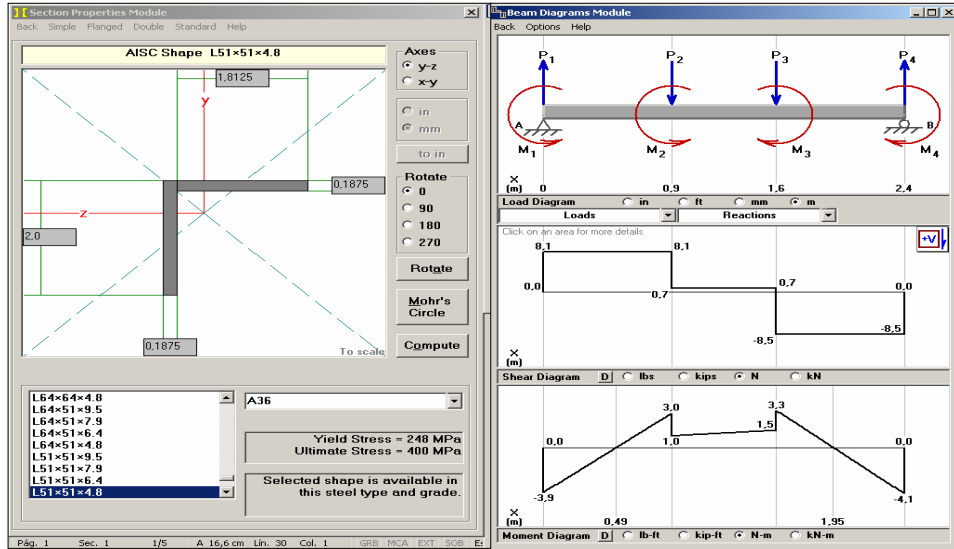 Section Properties Module
Back Simple Flanged Double Standard Help
AISC Shape L51×51×4.8
1,8125
y
0,1875
z
2,0
0,1875
To scale
Axes
y-z
x-y
in
mm
to in
Rotate
0
90
180
270
Rotate
Mohr's
Circle
Compute
L64×64×4.8
L64×51×9.5
L64×51×7.9
L64×51×6.4
L64×51×4.8
L51×51×9.5
L51×51×7.9
L51×51×6.4
L51×51×4.8
A36
Yield Stress = 248 MPa
Ultimate Stress = 400 MPa
Selected shape is available in
this steel type and grade.
Pág. 1 Sec. 1 1/5 A 16,6 cm Lín. 30 Col. 1 GRB MCA EXT SOB Es
Beam Diagrams Module
Back Options Help
P1 P2 P3 P4
A B
M1 M2 M3 M4
X
(m) 0 0,9 1,6 2,4
Load Diagram in ft mm m
Loads Reactions
Click on an area for more details
+V
8,1 8,1
0,0 0,7 0,7 0,0
-8,5 -8,5
X
(m)
Shear Diagram D lbs kips N kN
3,0 3,3
0,0 1,0 1,5 0,0
-3,9 -4,1
X
(m) 0,49 1,95
Moment Diagram D lb-ft kip-ft N-m kN-m